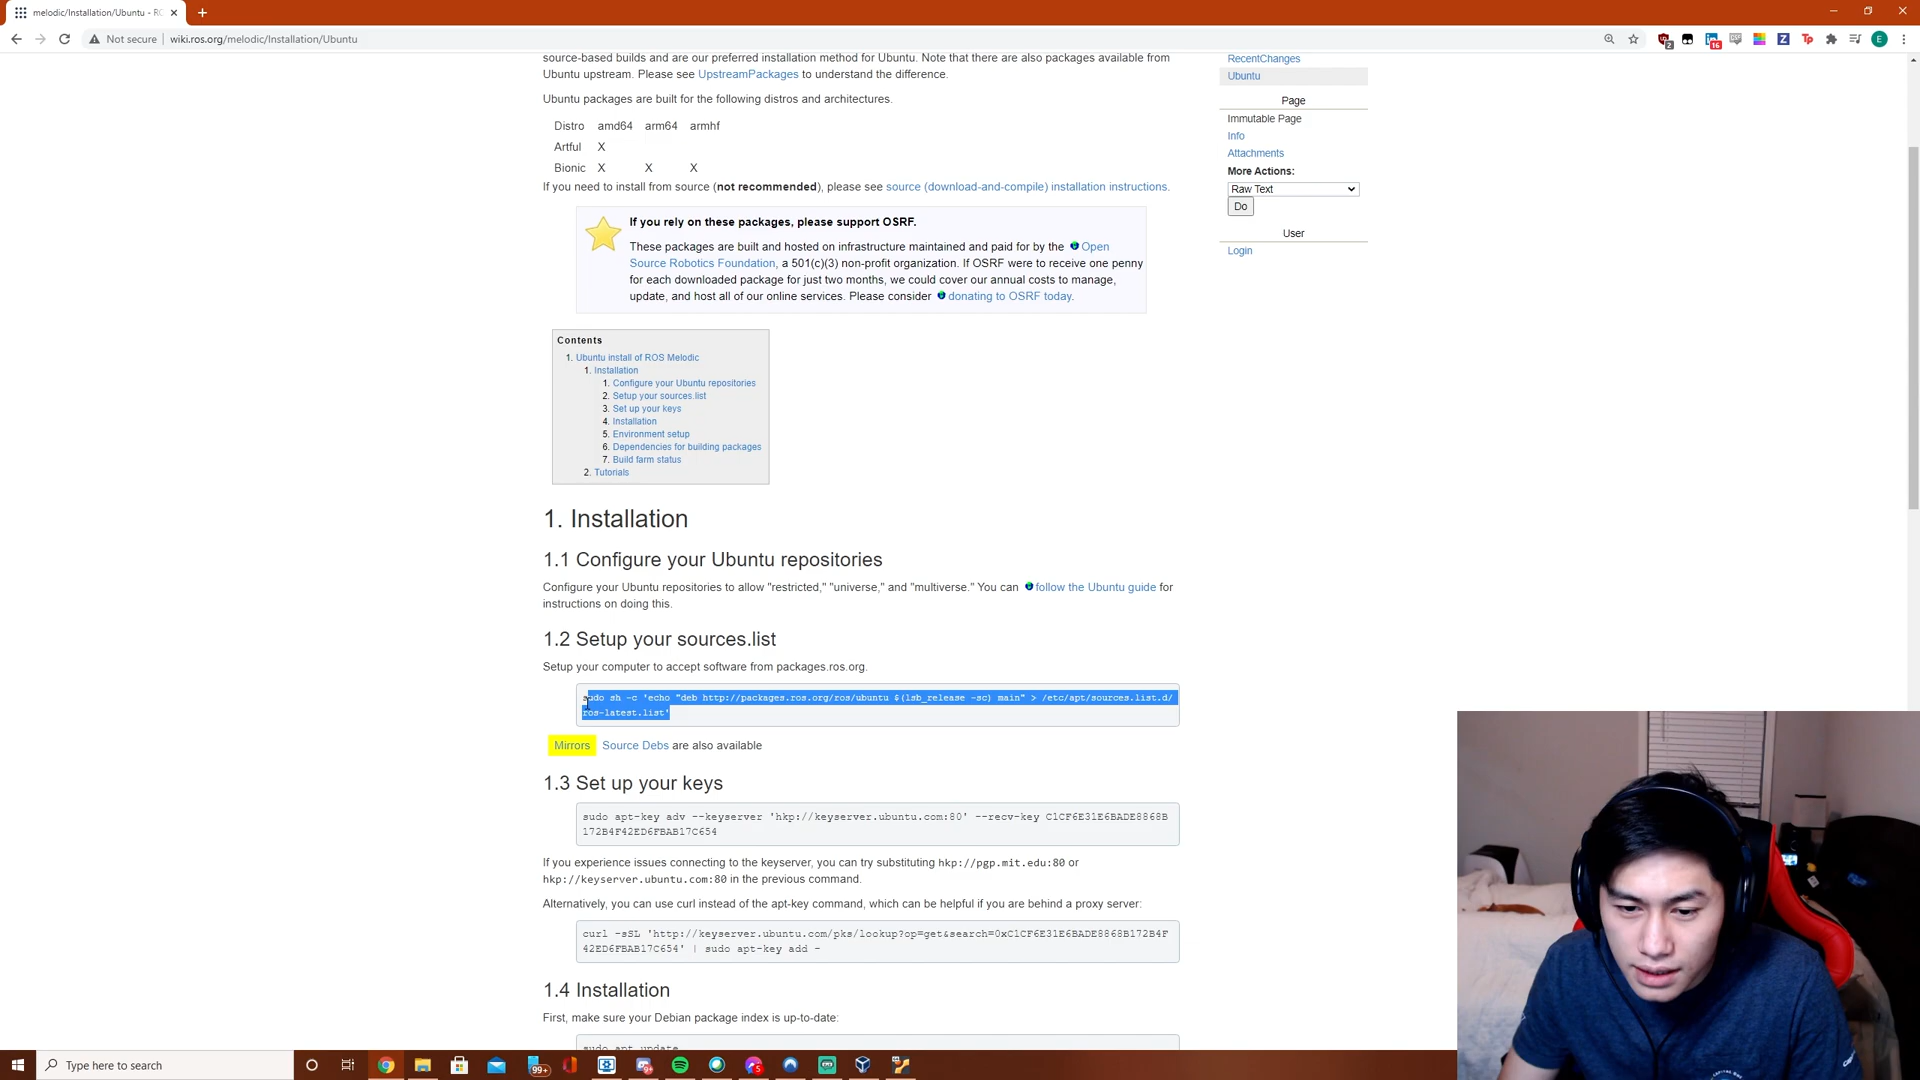 melodic/Installation/Ubuntu - RO
Not secure | wiki.ros.org/melodic/Installation/Ubuntu
2
16
E
source-based builds and are our preferred installation method for Ubuntu. Note that there are also packages available from
Ubuntu upstream. Please see UpstreamPackages to understand the difference.
Ubuntu packages are built for the following distros and architectures.
Distro amd64 arm64 armhf
Artful X
Bionic X X X
If you need to install from source (not recommended), please see source (download-and-compile) installation instructions.
If you rely on these packages, please support OSRF.
These packages are built and hosted on infrastructure maintained and paid for by the Open
Source Robotics Foundation, a 501(c)(3) non-profit organization. If OSRF were to receive one penny
for each downloaded package for just two months, we could cover our annual costs to manage,
update, and host all of our online services. Please consider donating to OSRF today.
Contents
1. Ubuntu install of ROS Melodic
1. Installation
1. Configure your Ubuntu repositories
2. Setup your sources.list
3. Set up your keys
4. Installation
5. Environment setup
6. Dependencies for building packages
7. Build farm status
2. Tutorials
1. Installation
1.1 Configure your Ubuntu repositories
Configure your Ubuntu repositories to allow "restricted," "universe," and "multiverse." You can follow the Ubuntu guide for
instructions on doing this.
1.2 Setup your sources.list
Setup your computer to accept software from packages.ros.org.
sudo sh -c 'echo "deb http://packages.ros.org/ros/ubuntu $(lsb_release -sc) main" > /etc/apt/sources.list.d/
ros-latest.list'
Mirrors Source Debs are also available
1.3 Set up your keys
sudo apt-key adv --keyserver 'hkp://keyserver.ubuntu.com:80' --recv-key C1CF6E31E6BADE8868B
172B4F42ED6FBAB17C654
If you experience issues connecting to the keyserver, you can try substituting hkp://pgp.mit.edu:80 or
hkp://keyserver.ubuntu.com:80 in the previous command.
Alternatively, you can use curl instead of the apt-key command, which can be helpful if you are behind a proxy server:
curl -sSL 'http://keyserver.ubuntu.com/pks/lookup?op=get&search=0xC1CF6E31E6BADE8868B172B4F
42ED6FBAB17C654' | sudo apt-key add -
1.4 Installation
First, make sure your Debian package index is up-to-date:
sudo apt update
RecentChanges
Ubuntu
Page
Immutable Page
Info
Attachments
More Actions:
Raw Text
Do
User
Login
Type here to search
99+
5